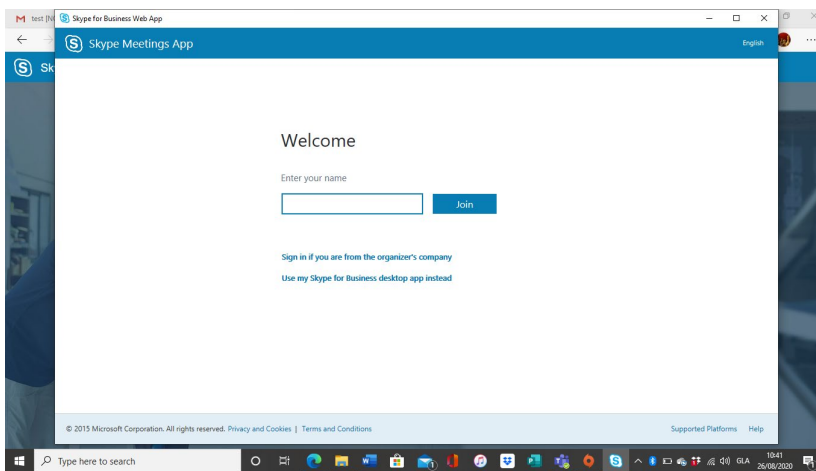 test [N
Skype for Business Web App
Sk
Skype Meetings App
English
Welcome
Enter your name
Join
Sign in if you are from the organizer's company
Use my Skype for Business desktop app instead
© 2015 Microsoft Corporation. All rights reserved. Privacy and Cookies | Terms and Conditions
Supported Platforms Help
Type here to search
GLA
10:41
26/08/2020